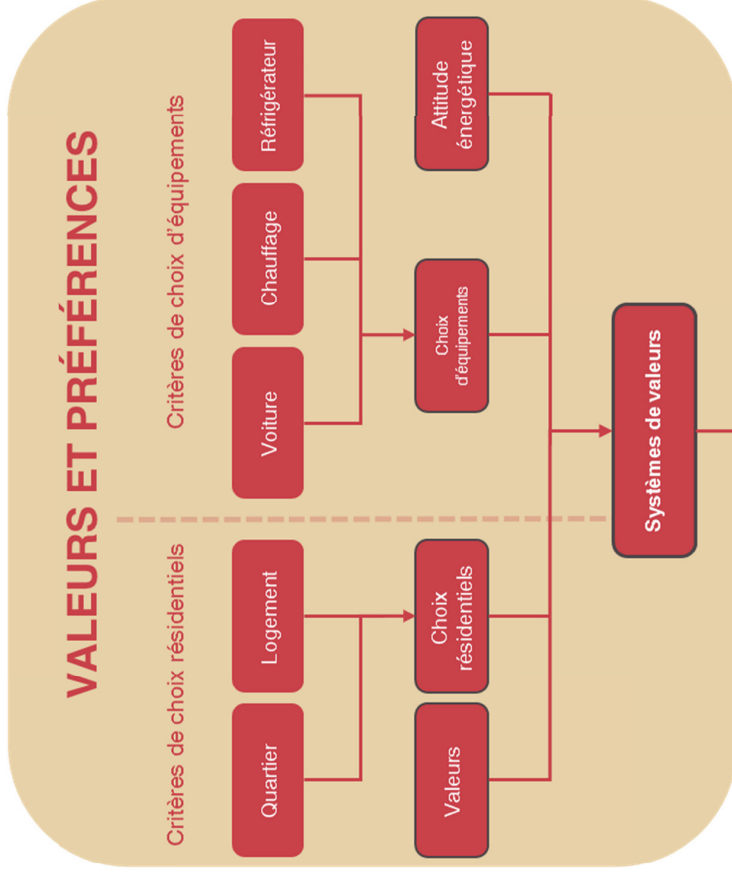 VALEURS ET PRÉFÉRENCES
Critères de choix résidentiels
Critères de choix d'équipements
Quartier
Logement
Voiture
Chauffage
Réfrigérateur
Valeurs
Choix
résidentiels
Choix
d'équipements
Attitude
énergétique
Systèmes de valeurs